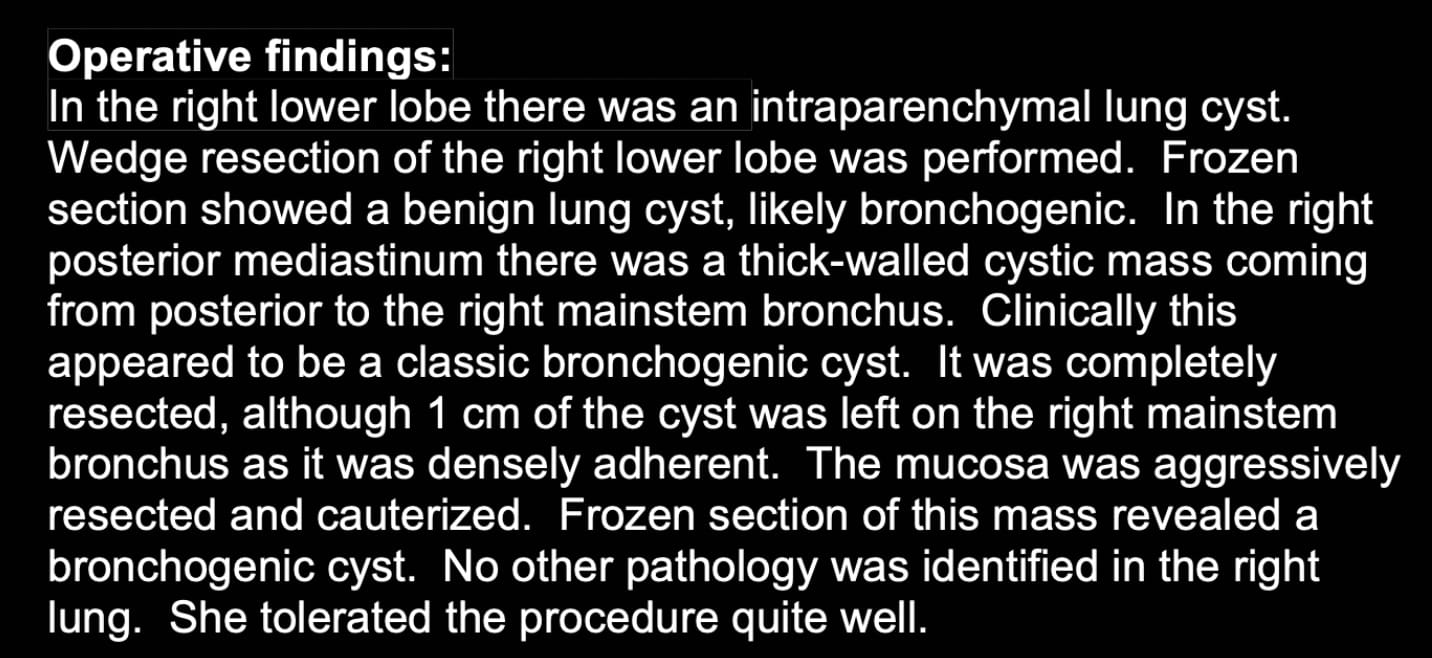 Operative findings:
In the right lower lobe there was an intraparenchymal lung cyst.
Wedge resection of the right lower lobe was performed.  Frozen
section showed a benign lung cyst, likely bronchogenic.  In the right
posterior mediastinum there was a thick-walled cystic mass coming
from posterior to the right mainstem bronchus.  Clinically this
appeared to be a classic bronchogenic cyst.  It was completely
resected, although 1 cm of the cyst was left on the right mainstem
bronchus as it was densely adherent.  The mucosa was aggressively
resected and cauterized.  Frozen section of this mass revealed a
bronchogenic cyst.  No other pathology was identified in the right
lung.  She tolerated the procedure quite well.